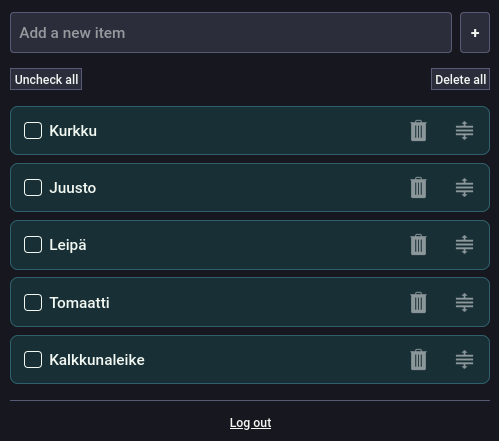 Add a new item
+
Uncheck all
Delete all
Kurkku
Juusto
Leipä
Tomaatti
Kalkkunaleike
Log out